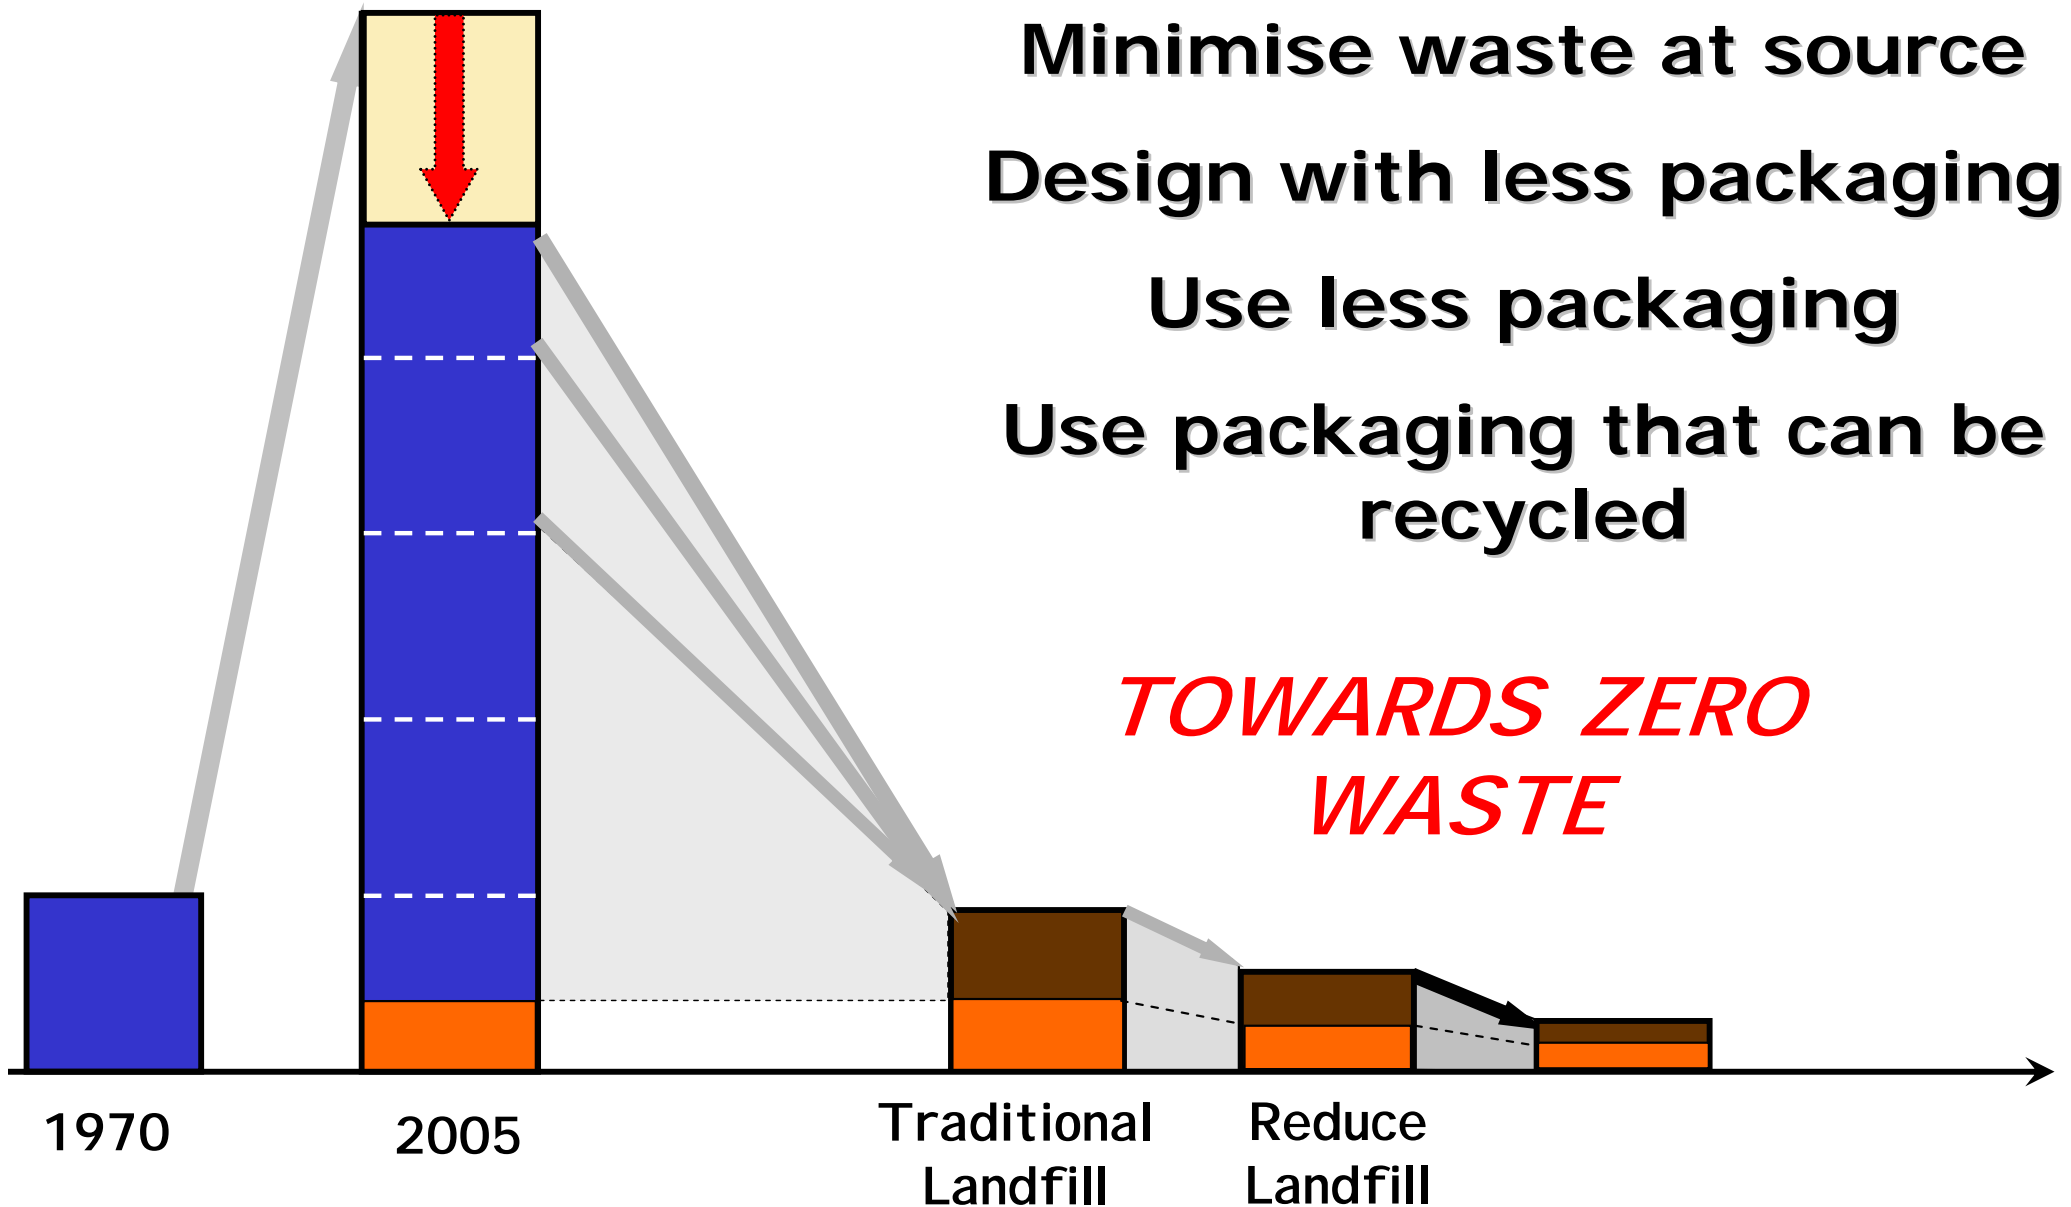 Minimise waste at source
Design with less packaging
Use less packaging
Use packaging that can be
recycled
TOWARDS ZERO
WASTE
1970
2005
Traditional
Landfill
Reduce
Landfill